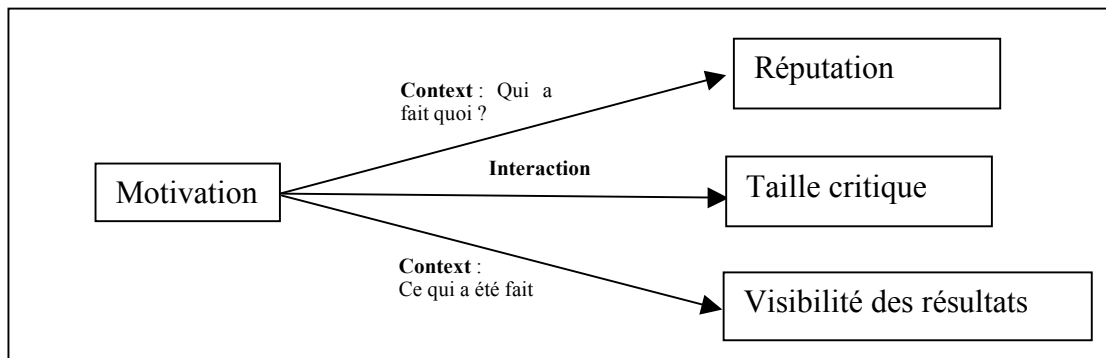 Réputation
Context : Qui a
fait quoi ?
Interaction
Motivation
Taille critique
Context :
Ce qui a été fait
Visibilité des résultats